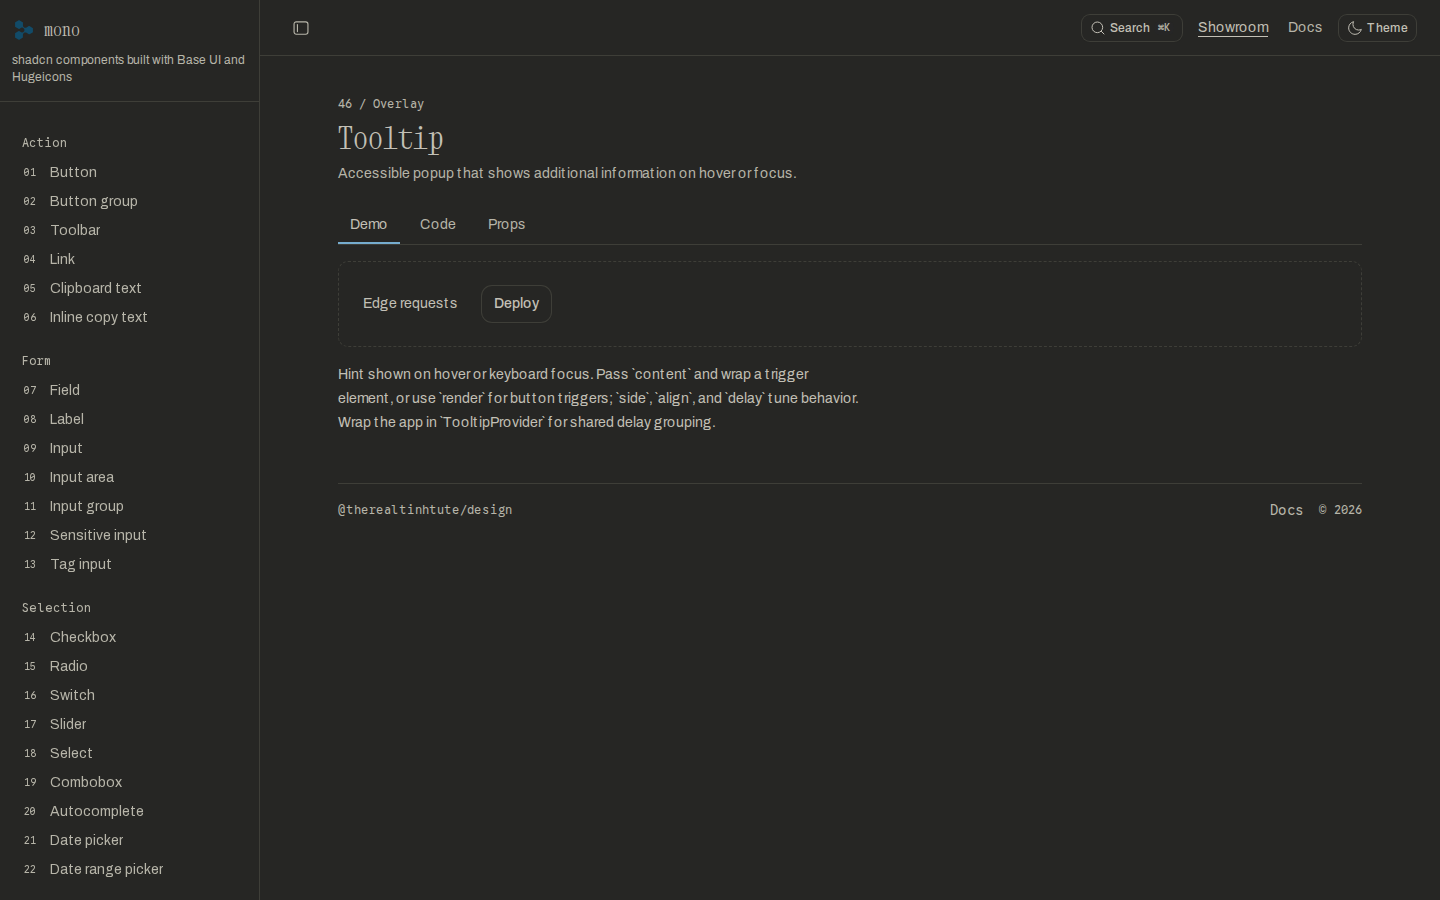 mono
shadcn components built with Base UI and
Hugeicons
Action
01 Button
02 Button group
03 Toolbar
04 Link
05 Clipboard text
06 Inline copy text
Form
07 Field
08 Label
09 Input
10 Input area
11 Input group
12 Sensitive input
13 Tag input
Selection
14 Checkbox
15 Radio
16 Switch
17 Slider
18 Select
19 Combobox
20 Autocomplete
21 Date picker
22 Date range picker
Search ⌘K Showroom Docs Theme
46 / Overlay
Tooltip
Accessible popup that shows additional information on hover or focus.
Demo Code Props
Edge requests Deploy
Hint shown on hover or keyboard focus. Pass `content` and wrap a trigger
element, or use `render` for button triggers; `side`, `align`, and `delay` tune behavior.
Wrap the app in `TooltipProvider` for shared delay grouping.
@therealtinhtute/design Docs © 2026